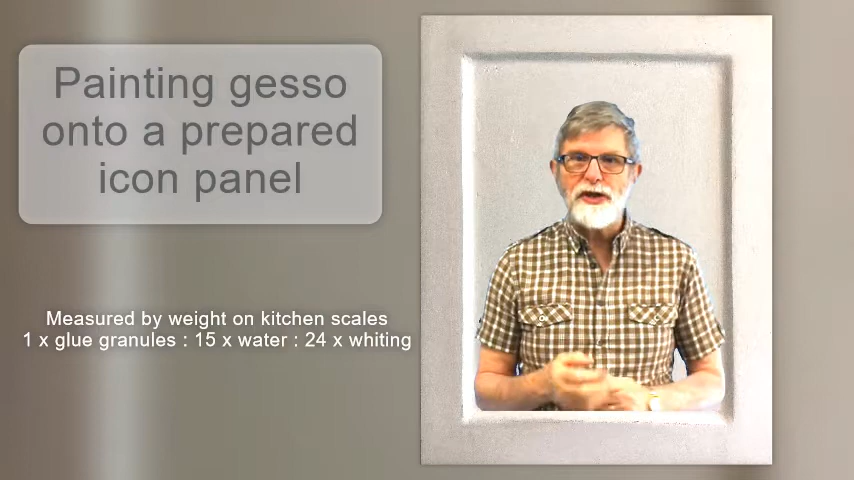 Painting gesso
onto a prepared
icon panel
Measured by weight on kitchen scales
1 x glue granules : 15 x water : 24 x whiting